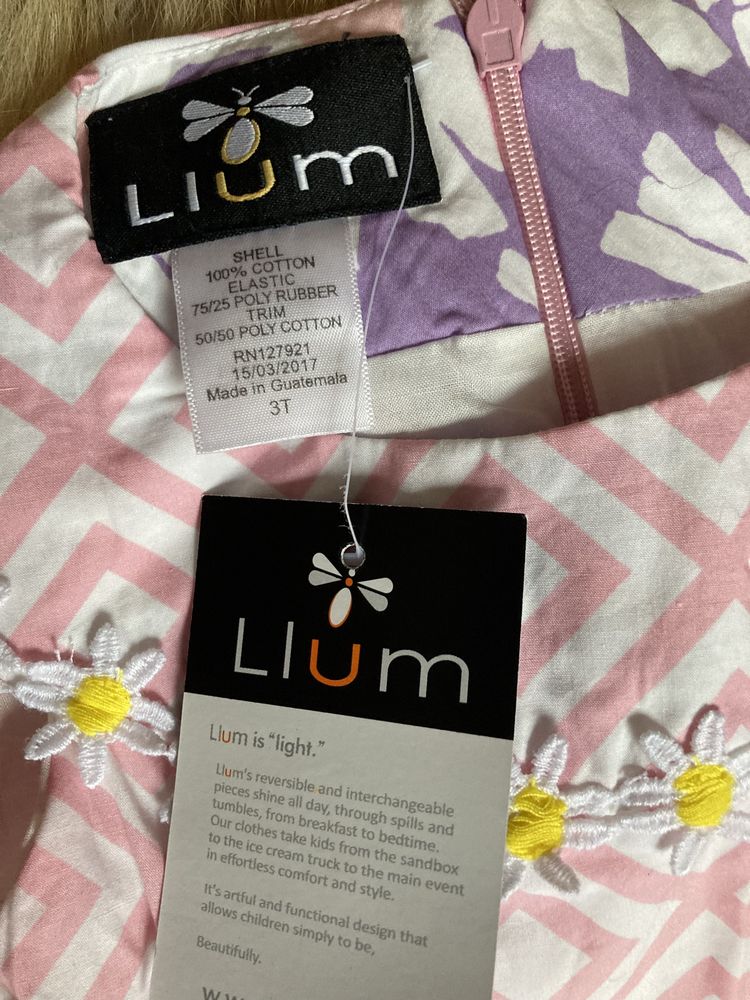 Llum
SHELL
100% COTTON
ELASTIC
75/25 POLY RUBBER
TRIM
50/50 POLY COTTON
RN127921
15/03/2017
Made in Guatemala
3T
Llum
Llum is "light."
Llum's reversible and interchangeable
pieces shine all day, through spills and
tumbles, from breakfast to bedtime.
Our clothes take kids from the sandbox
to the ice cream truck to the main event
in effortless comfort and style.
It's artful and functional design that
allows children simply to be,
Beautifully.